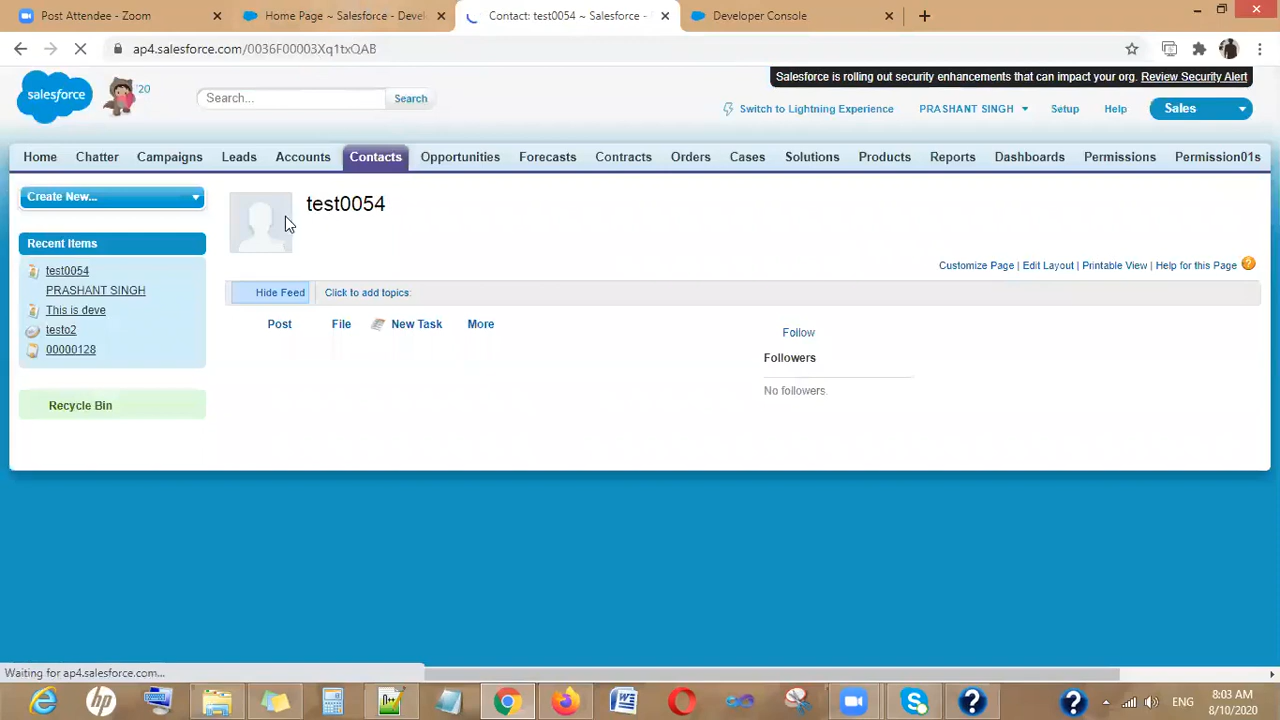 Post Attendee - Zoom
Home Page ~ Salesforce - Devel
Contact: test0054 ~ Salesforce -
Developer Console
ap4.salesforce.com/0036F00003Xq1txQAB
Salesforce is rolling out security enhancements that can impact your org. Review Security Alert
salesforce
'20
Search...
Search
Switch to Lightning Experience
PRASHANT SINGH
Setup
Help
Sales
Home
Chatter
Campaigns
Leads
Accounts
Contacts
Opportunities
Forecasts
Contracts
Orders
Cases
Solutions
Products
Reports
Dashboards
Permissions
Permission01s
Create New...
test0054
Recent Items
Customize Page | Edit Layout | Printable View | Help for this Page
test0054
PRASHANT SINGH
This is deve
testo2
00000128
Hide Feed
Click to add topics:
Post
File
New Task
More
Follow
Followers
No followers.
Recycle Bin
Waiting for ap4.salesforce.com...
ENG
8:03 AM
8/10/2020